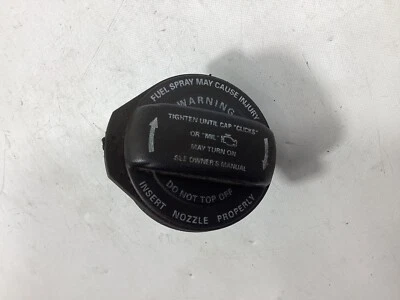 FUEL SPRAY MAY CAUSE INJURY
WARNING
TIGHTEN UNTIL CAP "CLICKS"
OR "MIL"
MAY TURN ON
SEE OWNER'S MANUAL
DO NOT TOP OFF
INSERT NOZZLE PROPERLY